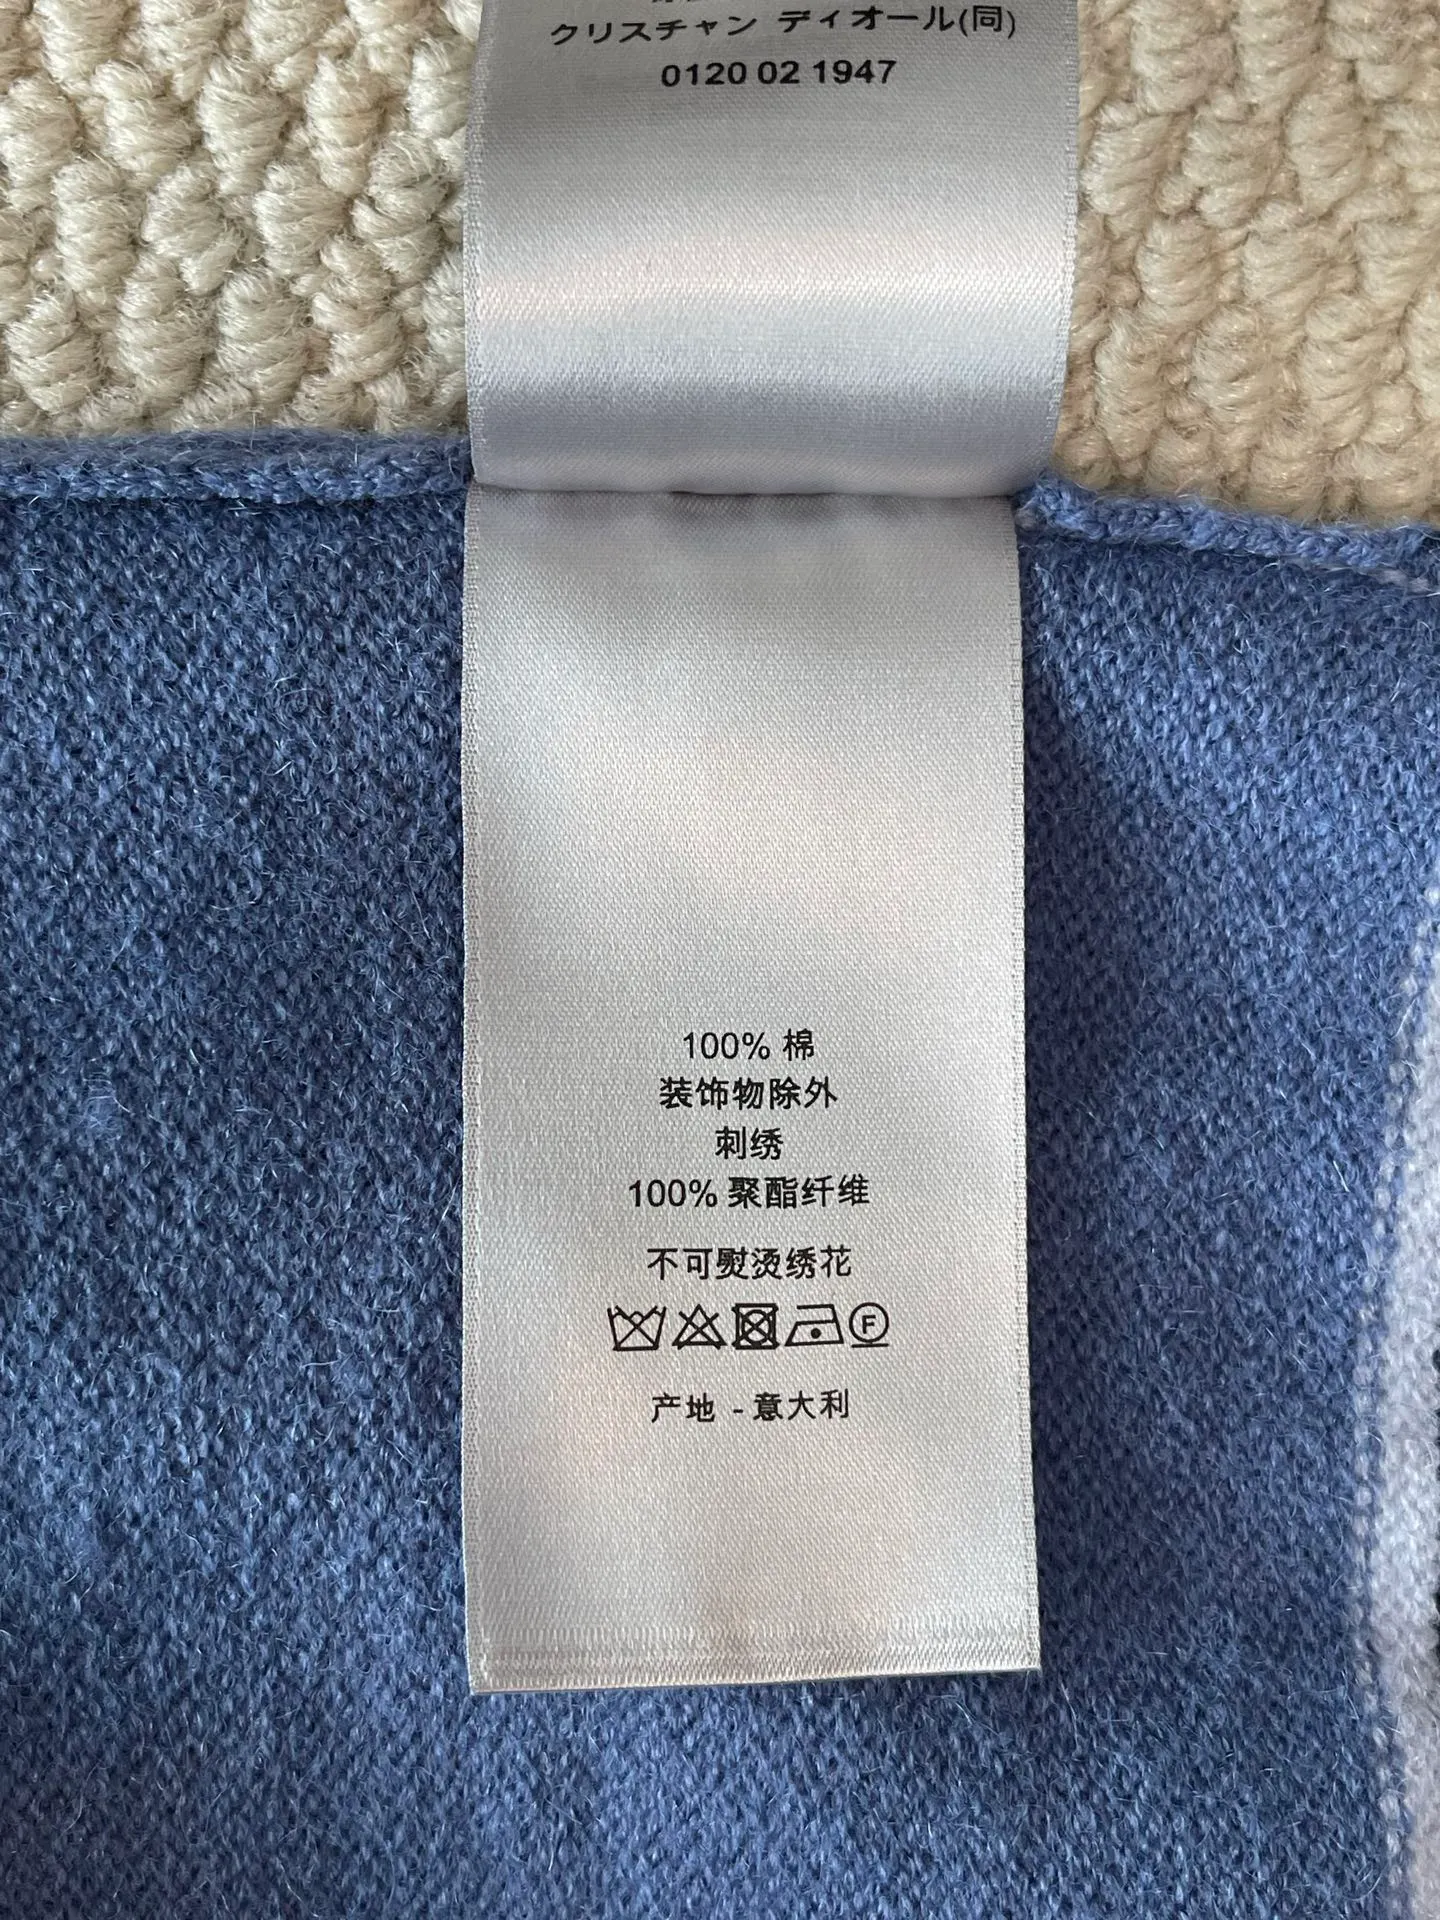 クリスチャン ディオール(同)
0120 02 1947
100% 棉
装饰物除外
刺绣
100% 聚酯纤维
不可熨烫绣花
F
产地 - 意大利